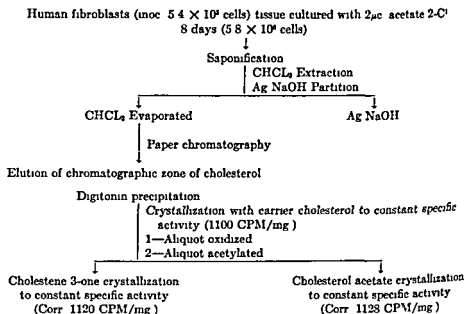 Human fibroblasts (inoc 5 4 × 10⁴ cells) tissue cultured with 2μc acetate 2-C¹
8 days (5 8 × 10⁶ cells)
Saponification
CHCL₃ Extraction
Ag NaOH Partition
CHCL₃ Evaporated
Ag NaOH
Paper chromatography
Elution of chromatographic zone of cholesterol
Digitonin precipitation
Crystallization with carrier cholesterol to constant specific
activity (1100 CPM/mg )
1—Aliquot oxidized
2—Aliquot acetylated
Cholestene 3-one crystallization
to constant specific activity
(Corr 1120 CPM/mg )
Cholesterol acetate crystallization
to constant specific activity
(Corr 1128 CPM/mg )